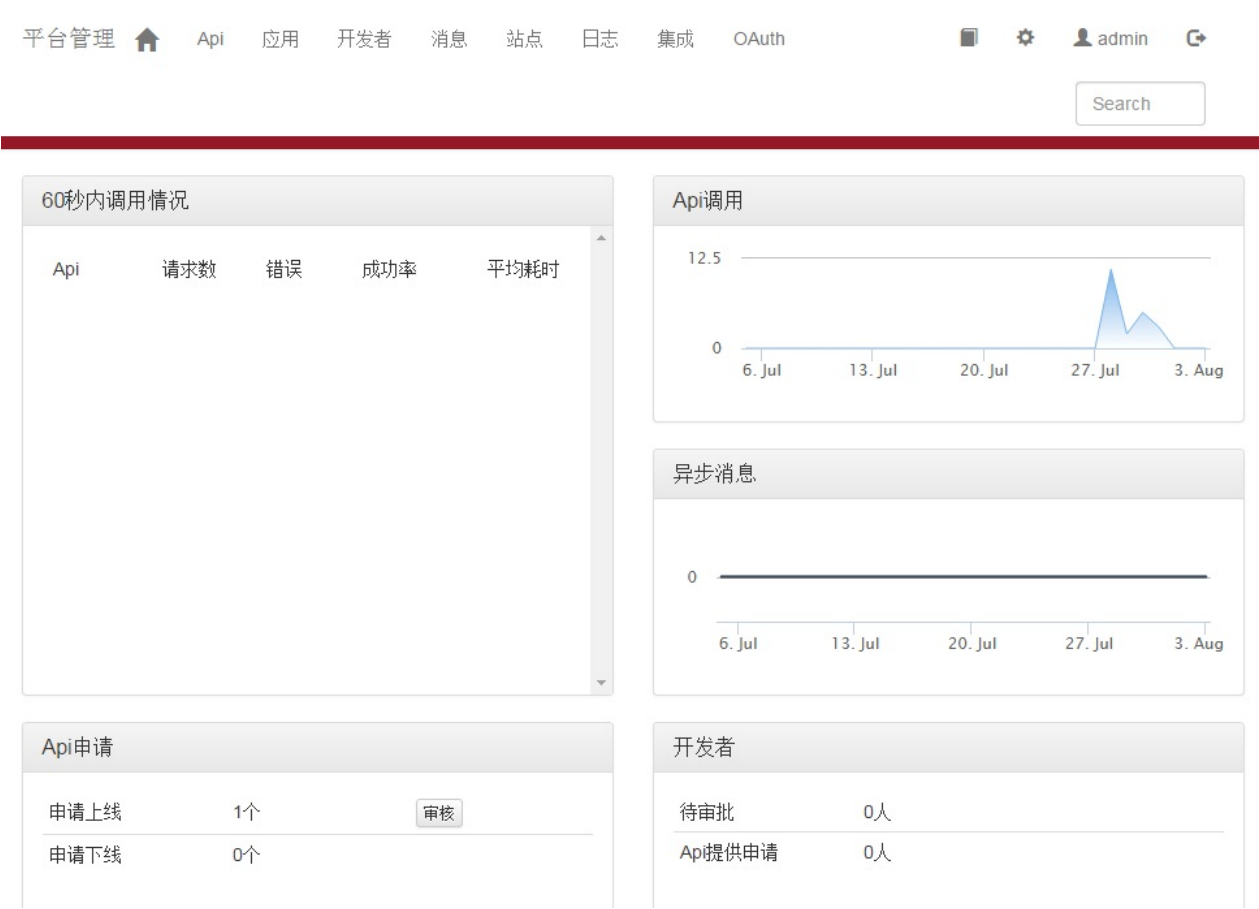 平台管理 Api 应用 开发者 消息 站点 日志 集成 OAuth admin
Search
60秒内调用情况
Api 请求数 错误 成功率 平均耗时
Api调用
12.5
0
6. Jul 13. Jul 20. Jul 27. Jul 3. Aug
异步消息
0
6. Jul 13. Jul 20. Jul 27. Jul 3. Aug
Api申请
申请上线 1个 审核
申请下线 0个
开发者
待审批 0人
Api提供申请 0人